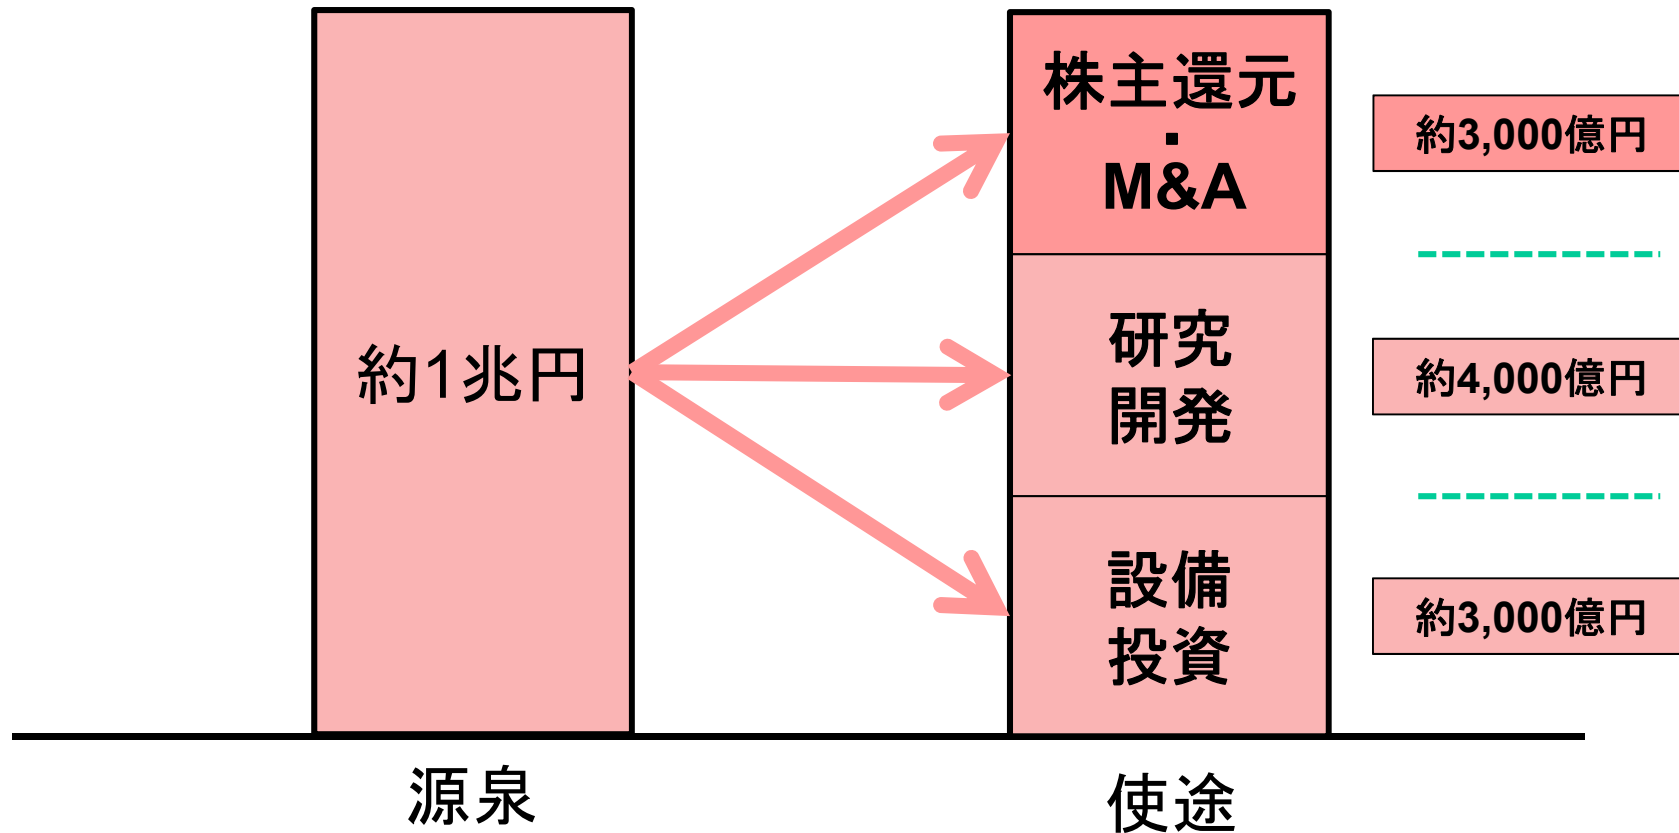 約1兆円
株主還元
・
M&A
研究
開発
設備
投資
約3,000億円
約4,000億円
約3,000億円
源泉
使途